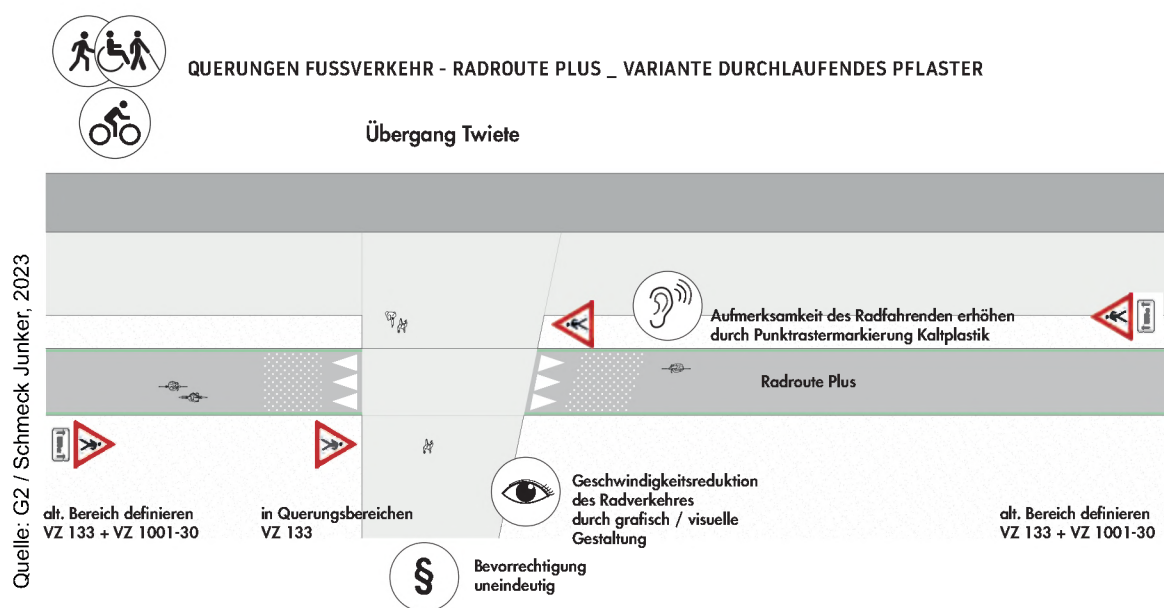 QUERUNGEN FUSSVERKEHR - RADROUTE PLUS _ VARIANTE DURCHLAUFENDES PFLASTER
Übergang Twiete
Aufmerksamkeit des Radfahrenden erhöhen
durch Punktrastermarkierung Kaltplastik
Radroute Plus
alt. Bereich definieren
VZ 133 + VZ 1001-30
in Querungsbereichen
VZ 133
Geschwindigkeitsreduktion
des Radverkehres
durch grafisch / visuelle
Gestaltung
alt. Bereich definieren
VZ 133 + VZ 1001-30
§
Bevorrechtigung
uneindeutig
Quelle: G2 / Schmeck Junker, 2023